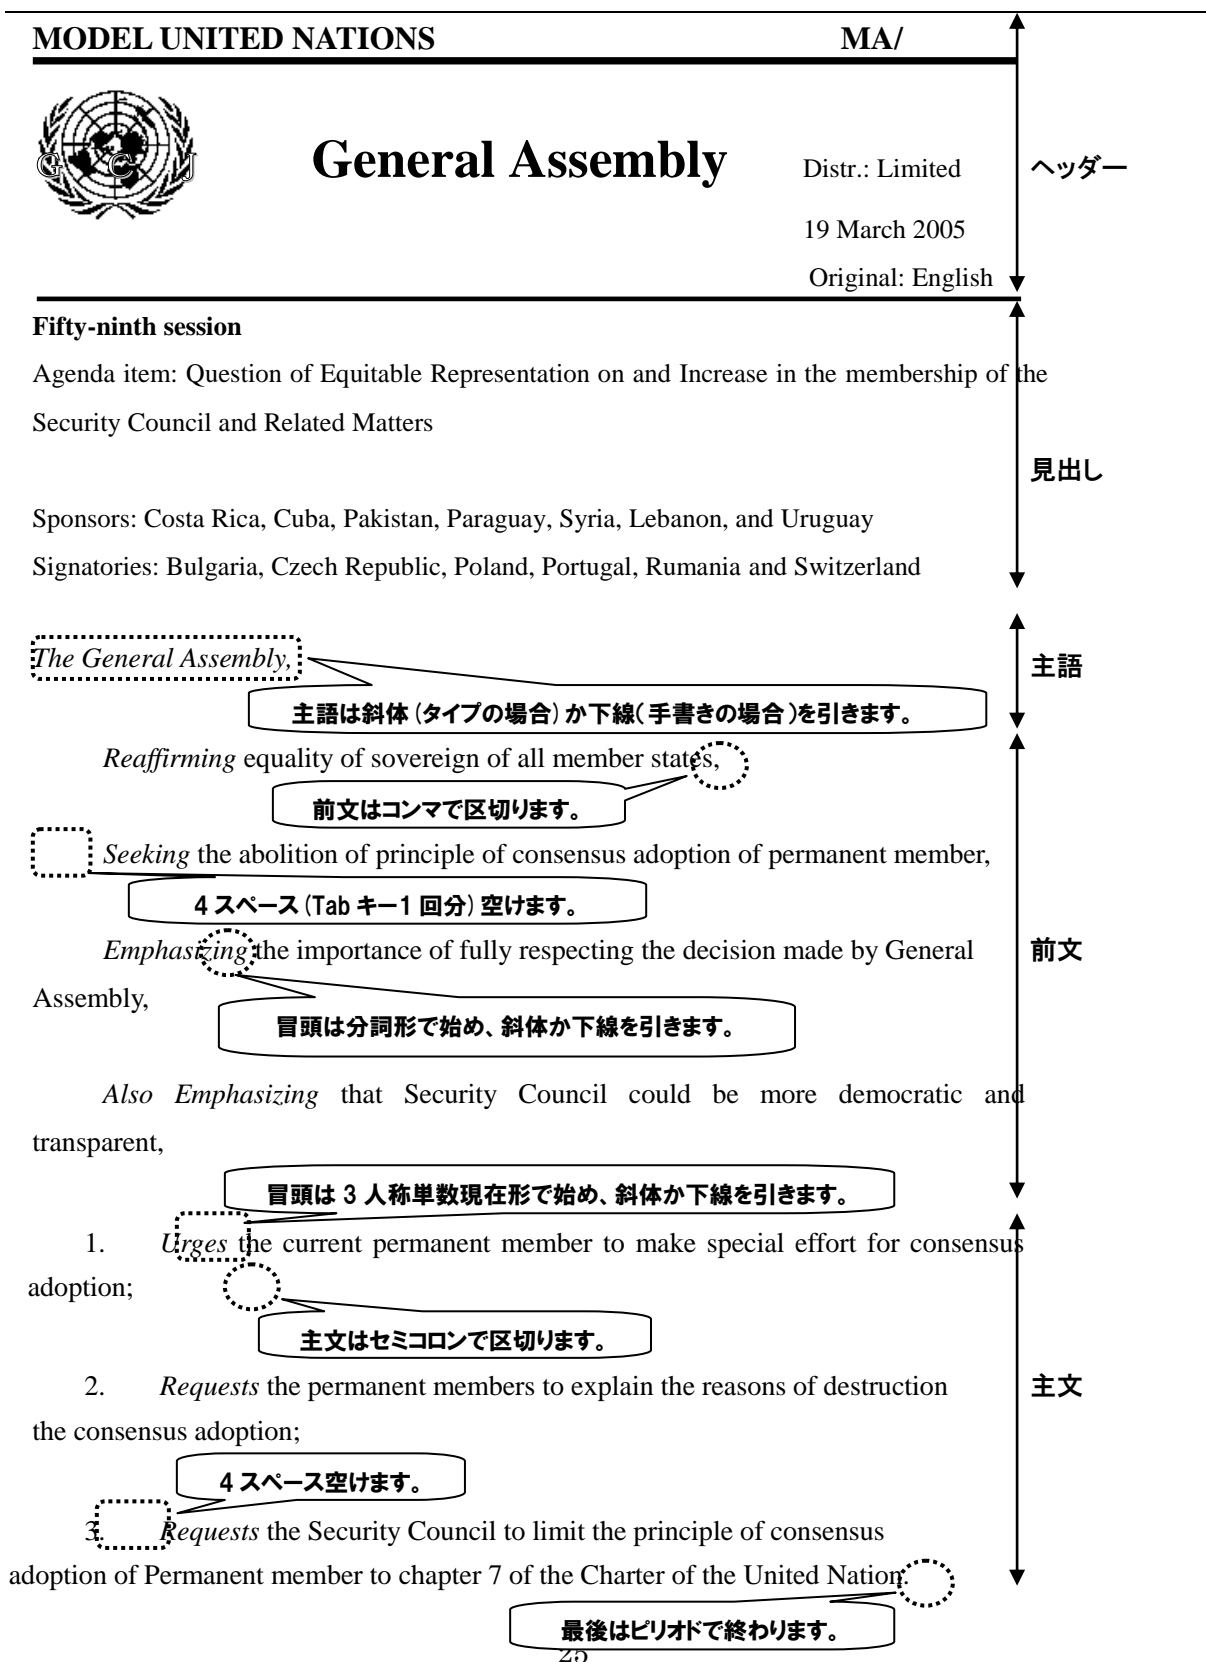 MODEL UNITED NATIONS MA/
G C J
General Assembly Distr.: Limited ヘッダー
19 March 2005
Original: English
Fifty-ninth session
Agenda item: Question of Equitable Representation on and Increase in the membership of the
Security Council and Related Matters
見出し
Sponsors: Costa Rica, Cuba, Pakistan, Paraguay, Syria, Lebanon, and Uruguay
Signatories: Bulgaria, Czech Republic, Poland, Portugal, Rumania and Switzerland
The General Assembly, 主語
主語は斜体(タイプの場合)か下線(手書きの場合)を引きます。
Reaffirming equality of sovereign of all member states,
前文はコンマで区切ります。
Seeking the abolition of principle of consensus adoption of permanent member,
4 スペース(Tab キー1 回分)空けます。
Emphasizing the importance of fully respecting the decision made by General 前文
Assembly,
冒頭は分詞形で始め、斜体か下線を引きます。
Also Emphasizing that Security Council could be more democratic and
transparent,
冒頭は 3 人称単数現在形で始め、斜体か下線を引きます。
1. Urges the current permanent member to make special effort for consensus
adoption;
主文はセミコロンで区切ります。
2. Requests the permanent members to explain the reasons of destruction 主文
the consensus adoption;
4 スペース空けます。
3. Requests the Security Council to limit the principle of consensus
adoption of Permanent member to chapter 7 of the Charter of the United Nation.
最後はピリオドで終わります。
25